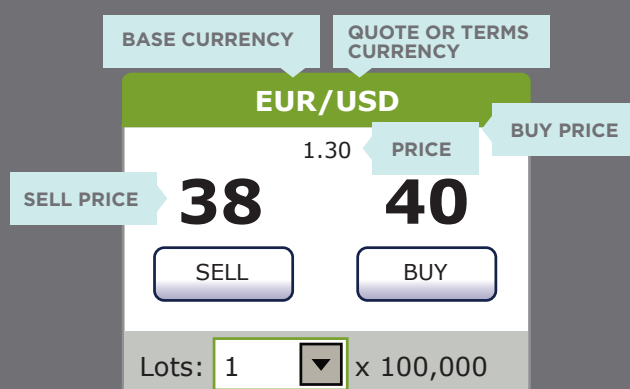 BASE CURRENCY
QUOTE OR TERMS
CURRENCY
EUR/USD
BUY PRICE
1.30
PRICE
SELL PRICE
38
40
SELL
BUY
Lots: 1 x 100,000